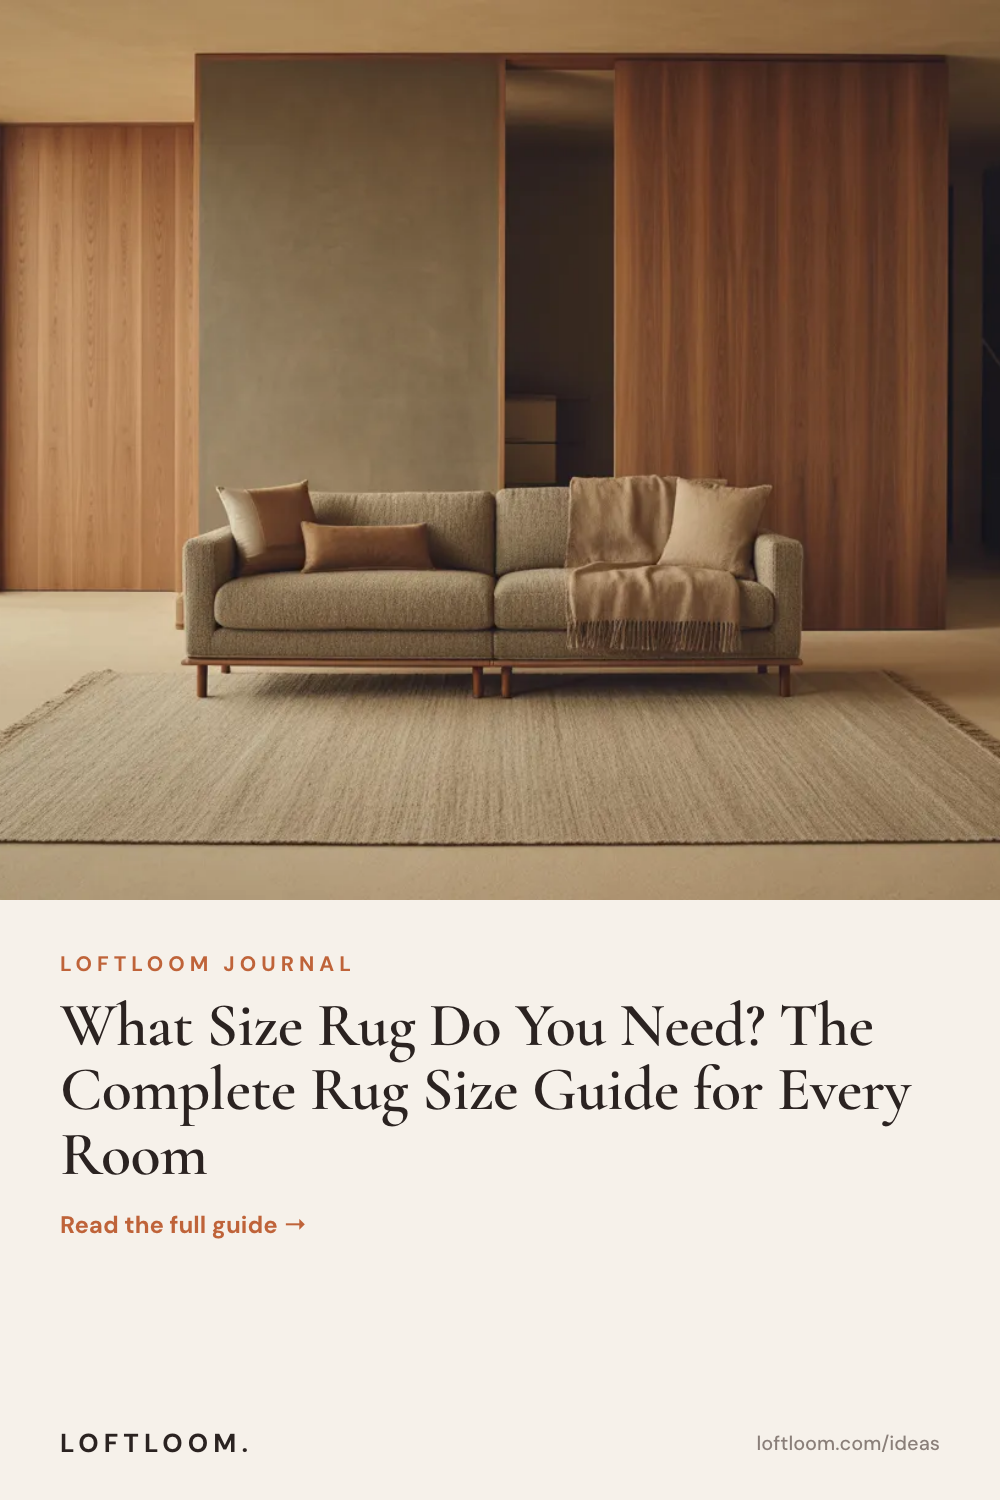 LOFTLOOM JOURNAL
What Size Rug Do You Need? The
Complete Rug Size Guide for Every
Room
Read the full guide →
LOFTLOOM.
loftloom.com/ideas